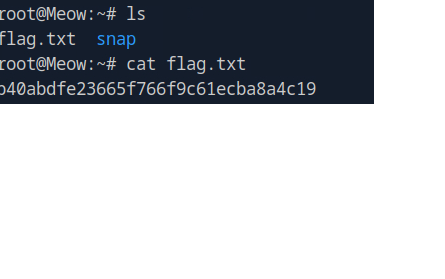 root@Meow:~# ls
flag.txt  snap
root@Meow:~# cat flag.txt
b40abdfe23665f766f9c61ecba8a4c19